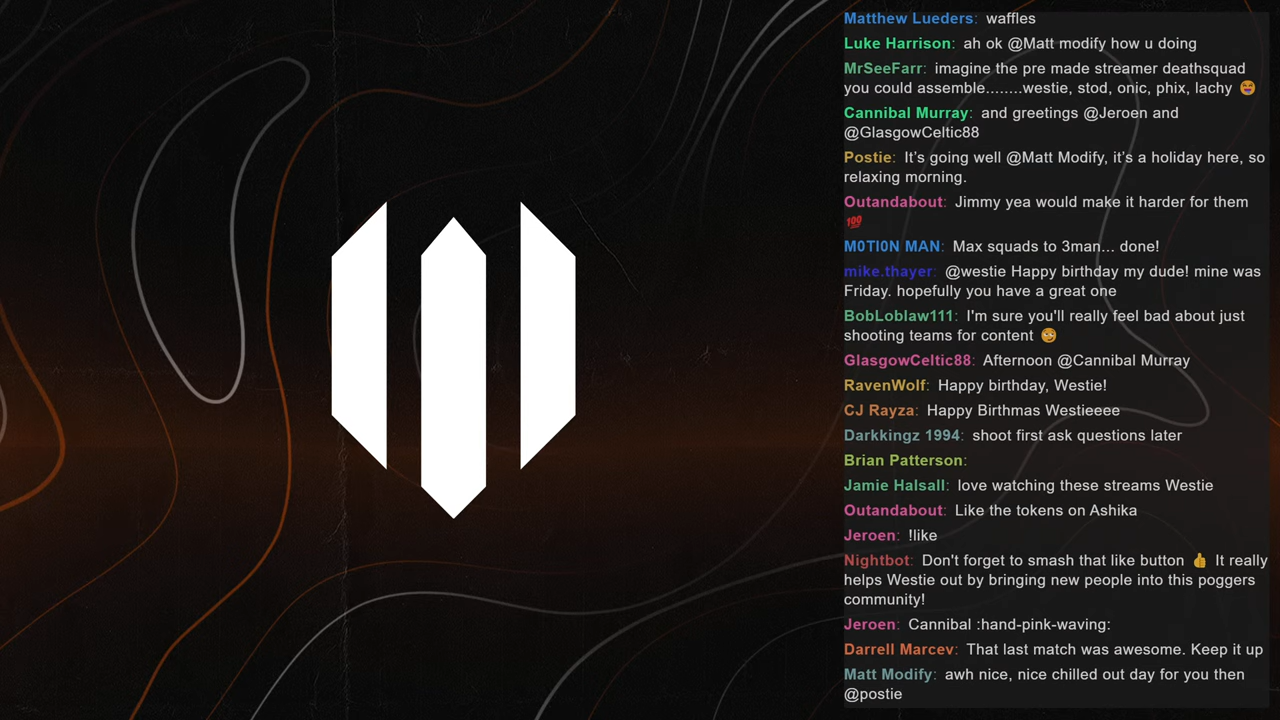 Matthew Lueders: waffles
Luke Harrison: ah ok @Matt modify how u doing
MrSeeFarr: imagine the pre made streamer deathsquad
you could assemble........westie, stod, onic, phix, lachy 😆
Cannibal Murray: and greetings @Jeroen and
@GlasgowCeltic88
Postie: It’s going well @Matt Modify, it’s a holiday here, so
relaxing morning.
Outandabout: Jimmy yea would make it harder for them
💯
M0TI0N MAN: Max squads to 3man... done!
mike.thayer: @westie Happy birthday my dude! mine was
Friday. hopefully you have a great one
BobLoblaw111: I'm sure you'll really feel bad about just
shooting teams for content
GlasgowCeltic88: Afternoon @Cannibal Murray
RavenWolf: Happy birthday, Westie!
CJ Rayza: Happy Birthmas Westieeee
Darkkingz 1994: shoot first ask questions later
Brian Patterson:
Jamie Halsall: love watching these streams Westie
Outandabout: Like the tokens on Ashika
Jeroen: !like
Nightbot: Don't forget to smash that like button 👍 It really
helps Westie out by bringing new people into this poggers
community!
Jeroen: Cannibal :hand-pink-waving:
Darrell Marcev: That last match was awesome. Keep it up
Matt Modify: awh nice, nice chilled out day for you then
@postie